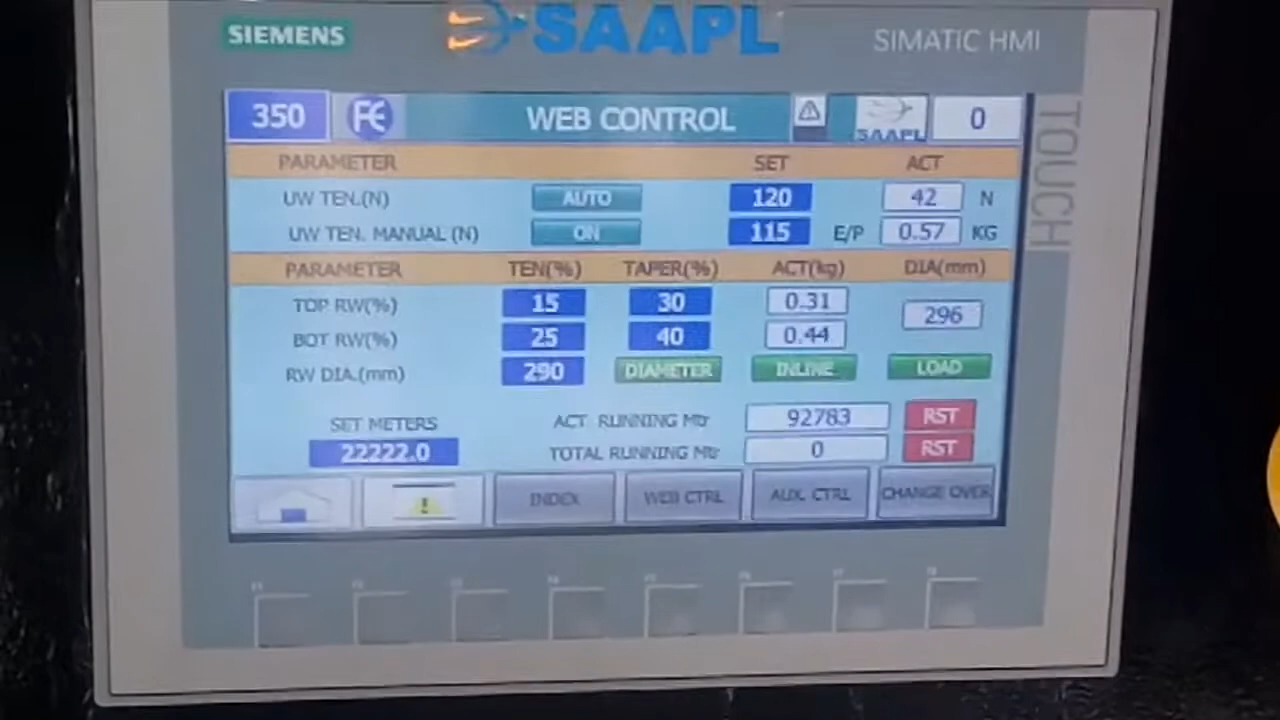 SIEMENS SAAPL SIMATIC HMI
TOUCH
350 FE WEB CONTROL SAAPL 0
PARAMETER SET ACT
UW TEN.(N) AUTO 120 42 N
UW TEN. MANUAL (N) ON 115 E/P 0.57 KG
PARAMETER TEN(%) TAPER(%) ACT(kg) DIA(mm)
TOP RW(%) 15 30 0.31 296
BOT RW(%) 25 40 0.44
RW DIA.(mm) 290 DIAMETER INLINE LOAD
SET METERS ACT RUNNING Mtr 92783 RST
22222.0 TOTAL RUNNING Mtr 0 RST
INDEX WEB CTRL AUX. CTRL CHANGE OVER